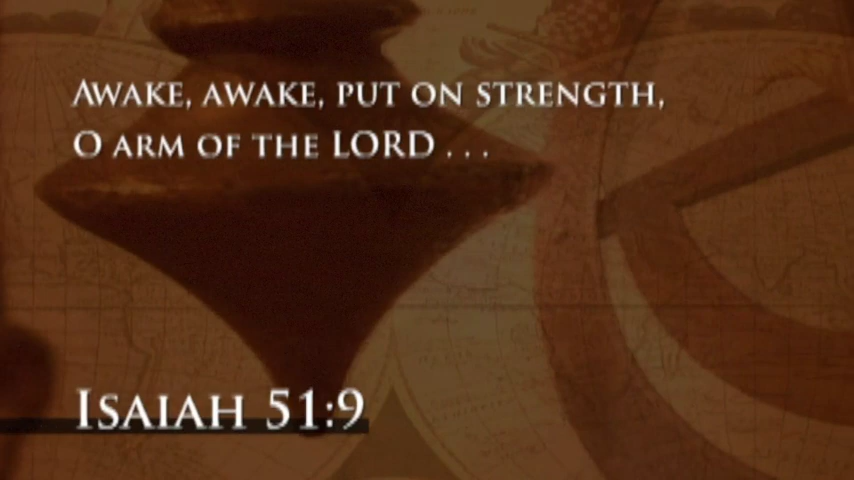 Awake, awake, put on strength,
O arm of the LORD . . .
Isaiah 51:9